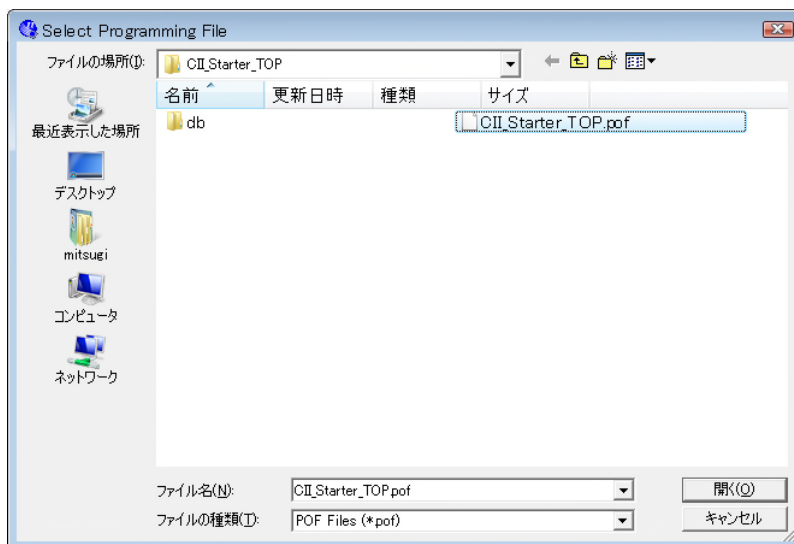 Select Programming File
ファイルの場所(I):
CII_Starter_TOP
名前
更新日時
種類
サイズ
最近表示した場所
db
CII_Starter_TOP.pof
デスクトップ
mitsugi
コンピュータ
ネットワーク
ファイル名(N):
CII_Starter_TOP.pof
開く(O)
ファイルの種類(T):
POF Files (*.pof)
キャンセル